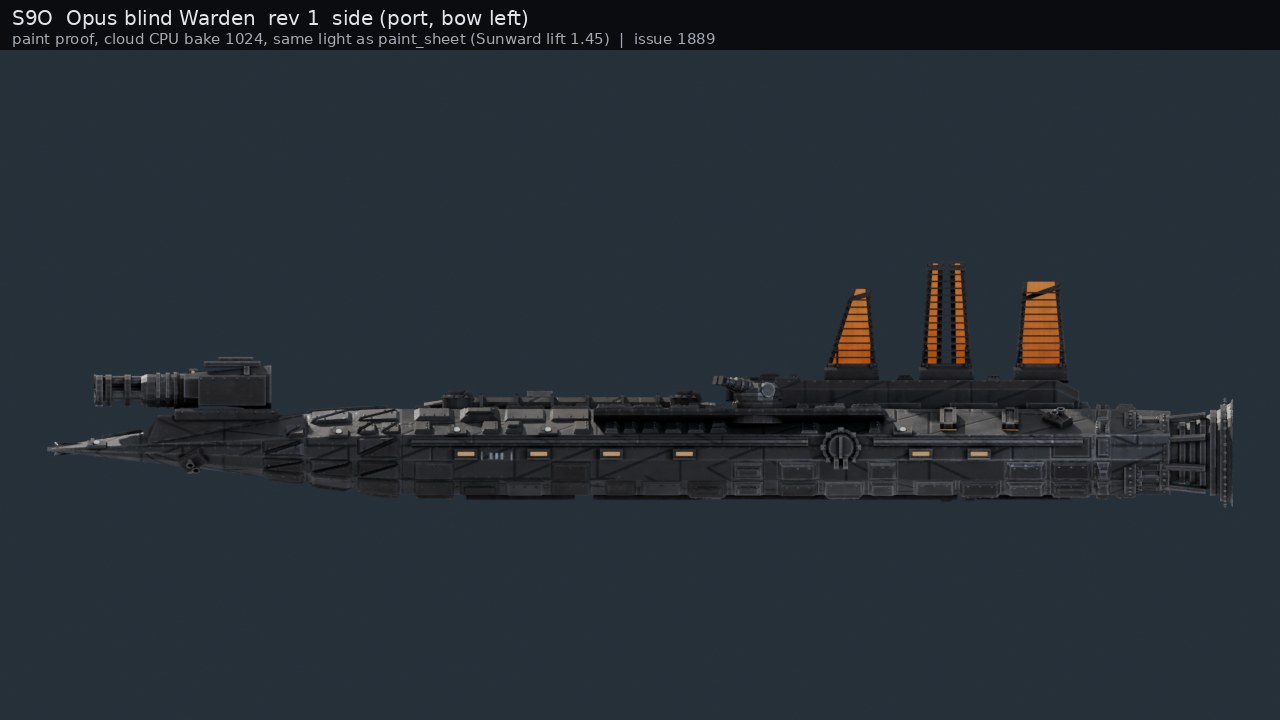 S9O  Opus blind Warden  rev 1  side (port, bow left)
paint proof, cloud CPU bake 1024, same light as paint_sheet (Sunward lift 1.45)  |  issue 1889